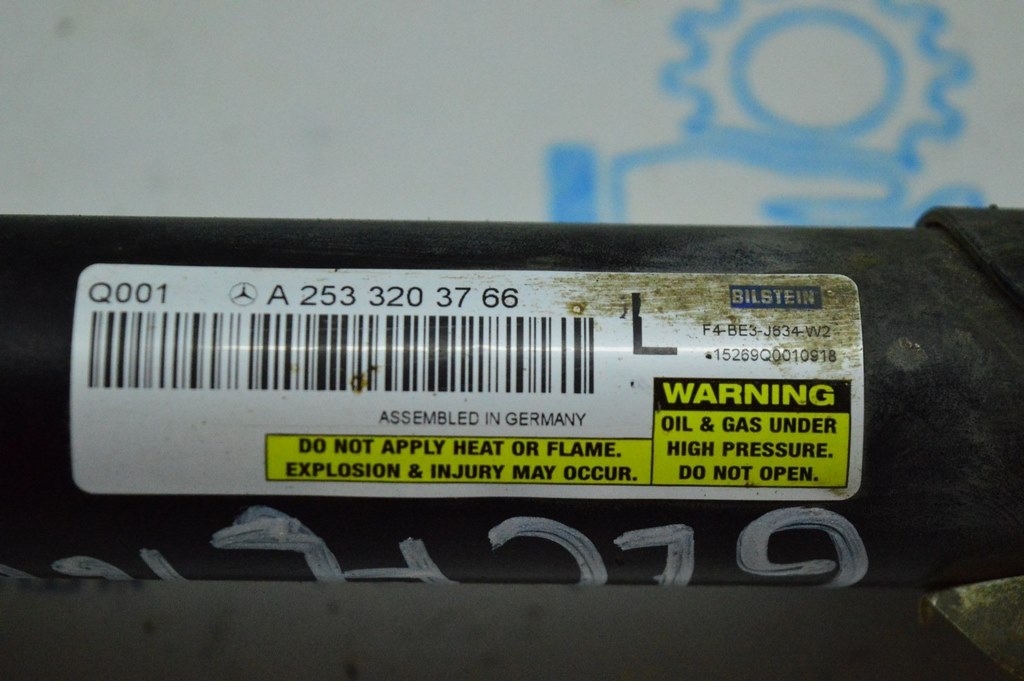 Q001 A 253 320 37 66
L
BILSTEIN
F4-BE3-J634-W2
15269Q0010918
ASSEMBLED IN GERMANY
DO NOT APPLY HEAT OR FLAME.
EXPLOSION & INJURY MAY OCCUR.
WARNING
OIL & GAS UNDER
HIGH PRESSURE.
DO NOT OPEN.